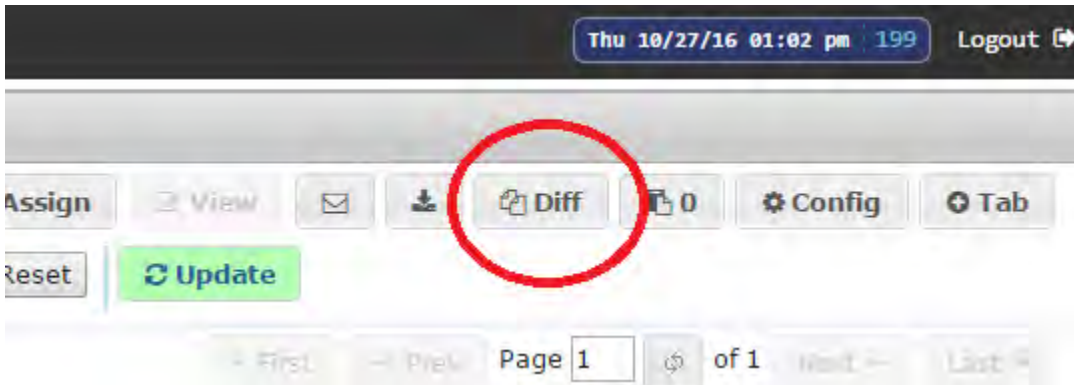 Thu 10/27/16 01:02 pm 199 Logout
Assign View Diff 0 Config Tab
Reset Update
First Prev Page 1 of 1 Next Last